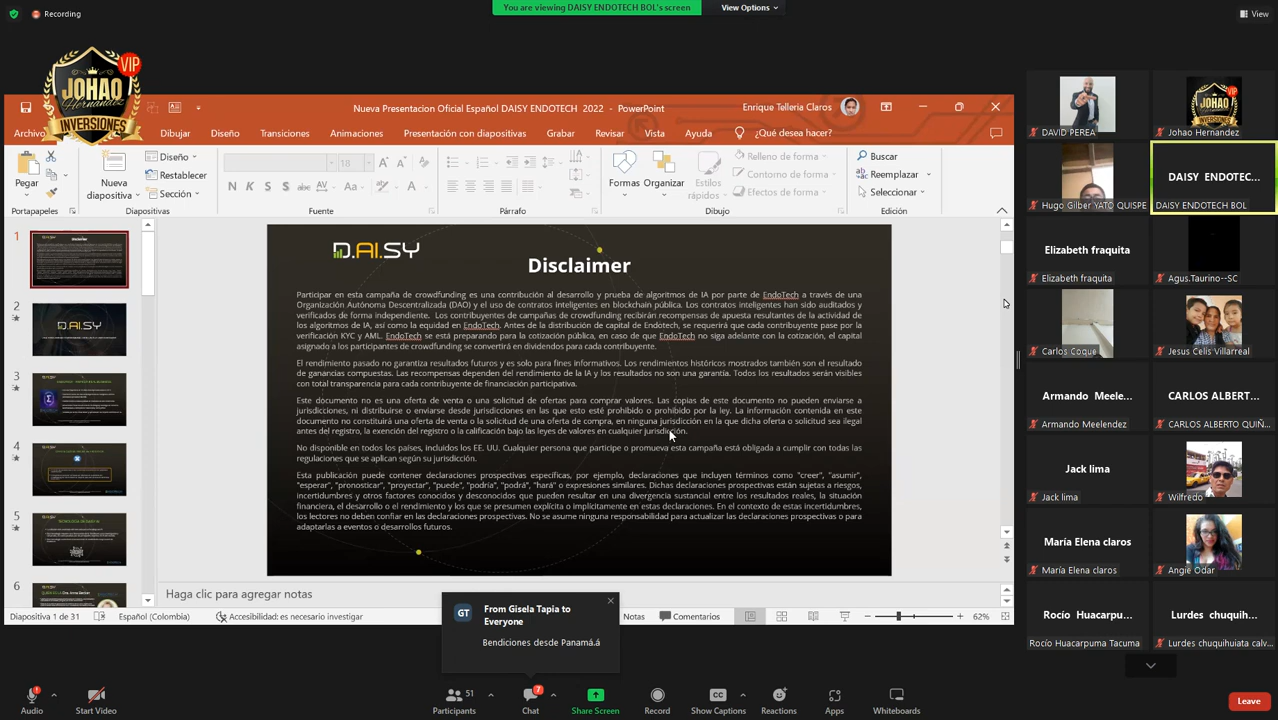 Recording
You are viewing DAISY ENDOTECH BOL's screen
View Options
View
JOHAO
Hernandez
INVERSIONES
VIP
Nueva Presentacion Oficial Español DAISY ENDOTECH 2022 - PowerPoint
Enrique Telleria Claros
Archivo
Dibujar
Diseño
Transiciones
Animaciones
Presentación con diapositivas
Grabar
Revisar
Vista
Ayuda
¿Qué desea hacer?
Pegar
Nueva
diapositiva
Diseño
Restablecer
Sección
18
Formas
Organizar
Estilos
rápidos
Relleno de forma
Contorno de forma
Efectos de forma
Buscar
Reemplazar
Seleccionar
Portapapeles
Diapositivas
Fuente
Párrafo
Dibujo
Edición
1
2
3
4
5
6
D.AI.SY
Disclaimer
Participar en esta campaña de crowdfunding es una contribución al desarrollo y prueba de algoritmos de IA por parte de EndoTech a través de una
Organización Autónoma Descentralizada (DAO) y el uso de contratos inteligentes en blockchain pública. Los contratos inteligentes han sido auditados y
verificados de forma independiente. Los contribuyentes de campañas de crowdfunding recibirán recompensas de apuesta resultantes de la actividad de
los algoritmos de IA, así como la equidad en EndoTech. Antes de la distribución de capital de Endotech, se requerirá que cada contribuyente pase por la
verificación KYC y AML. EndoTech se está preparando para la cotización pública, en caso de que EndoTech no siga adelante con la cotización, el capital
asignado a los participantes de crowdfunding se convertirá en dividendos para cada contribuyente.
El rendimiento pasado no garantiza resultados futuros y es solo para fines informativos. Los rendimientos históricos mostrados también son el resultado
de ganancias compuestas. Las recompensas dependen del rendimiento de la IA y los resultados no son una garantía. Todos los resultados serán visibles
con total transparencia para cada contribuyente de financiación participativa.
Este documento no es una oferta de venta o una solicitud de ofertas para comprar valores. Las copias de este documento no pueden enviarse a
jurisdicciones, ni distribuirse o enviarse desde jurisdicciones en las que esto esté prohibido o prohibido por la ley. La información contenida en este
documento no constituirá una oferta de venta o la solicitud de una oferta de compra, en ninguna jurisdicción en la que dicha oferta o solicitud sea ilegal
antes del registro, la exención del registro o la calificación bajo las leyes de valores en cualquier jurisdicción.
No disponible en todos los países, incluidos los EE. UU. Cualquier persona que participe o promueva esta campaña está obligada a cumplir con todas las
regulaciones que se aplican según su jurisdicción.
Esta publicación puede contener declaraciones prospectivas específicas, por ejemplo, declaraciones que incluyen términos como "creer", "asumir",
"esperar", "pronosticar", "proyectar", "puede", "podría", "podrá", "hará" o expresiones similares. Dichas declaraciones prospectivas están sujetas a riesgos,
incertidumbres y otros factores conocidos y desconocidos que pueden resultar en una divergencia sustancial entre los resultados reales, la situación
financiera, el desarrollo o el rendimiento y los que se presumen explícita o implícitamente en estas declaraciones. En el contexto de estas incertidumbres,
los lectores no deben confiar en las declaraciones prospectivas. No se asume ninguna responsabilidad para actualizar las declaraciones prospectivas o para
adaptarlas a eventos o desarrollos futuros.
Haga clic para agregar notas
Diapositiva 1 de 31
Español (Colombia)
Accesibilidad: es necesario investigar
Notas
Comentarios
62%
GT
From Gisela Tapia to
Everyone
Bendiciones desde Panamá.á
DAVID PEREA
Johao Hernandez
Hugo Gilber YATO QUISPE
DAISY ENDOTEC...
DAISY ENDOTECH BOL
Elizabeth fraquita
Elizabeth fraquita
Agus.Taurino--SC
Carlos Coque
Jesus Celis Villarreal
Armando Meele...
Armando Meelendez
CARLOS ALBERT...
CARLOS ALBERTO QUIÑ...
Jack lima
Jack lima
Wilfredo
María Elena claros
María Elena claros
Angie Odar
Rocío Huacarpu...
Rocío Huacarpuma Tacuma
Lurdes chuquih...
Lurdes chuquihuiata calv...
Audio
Start Video
Participants
51
Chat
7
Share Screen
Record
Show Captions
Reactions
Apps
Whiteboards
Leave